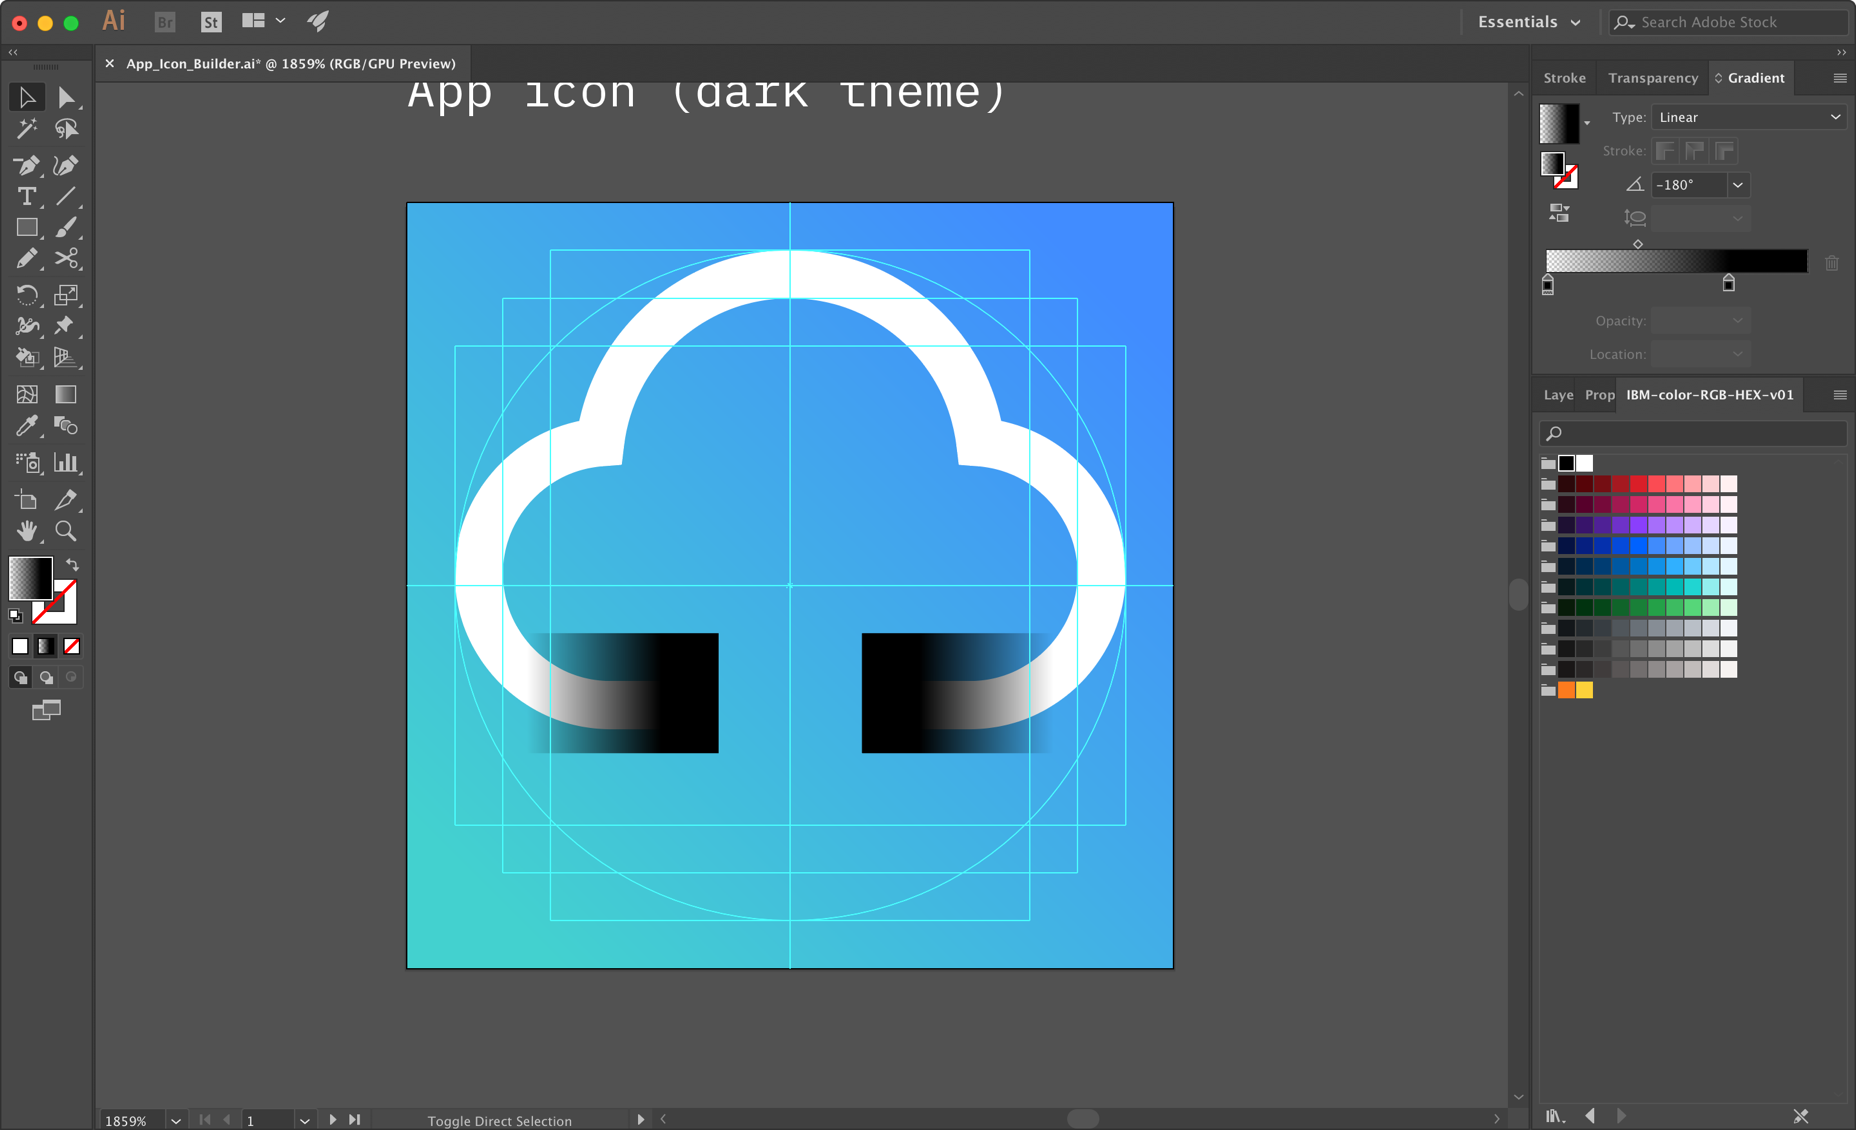 Ai
Br
St
Essentials
Search Adobe Stock
App_Icon_Builder.ai* @ 1859% (RGB/GPU Preview)
App icon (dark theme)
Stroke
Transparency
Gradient
Type:
Linear
Stroke:
-180°
Opacity:
Location:
Laye
Prop
IBM-color-RGB-HEX-v01
T
1859%
1
Toggle Direct Selection